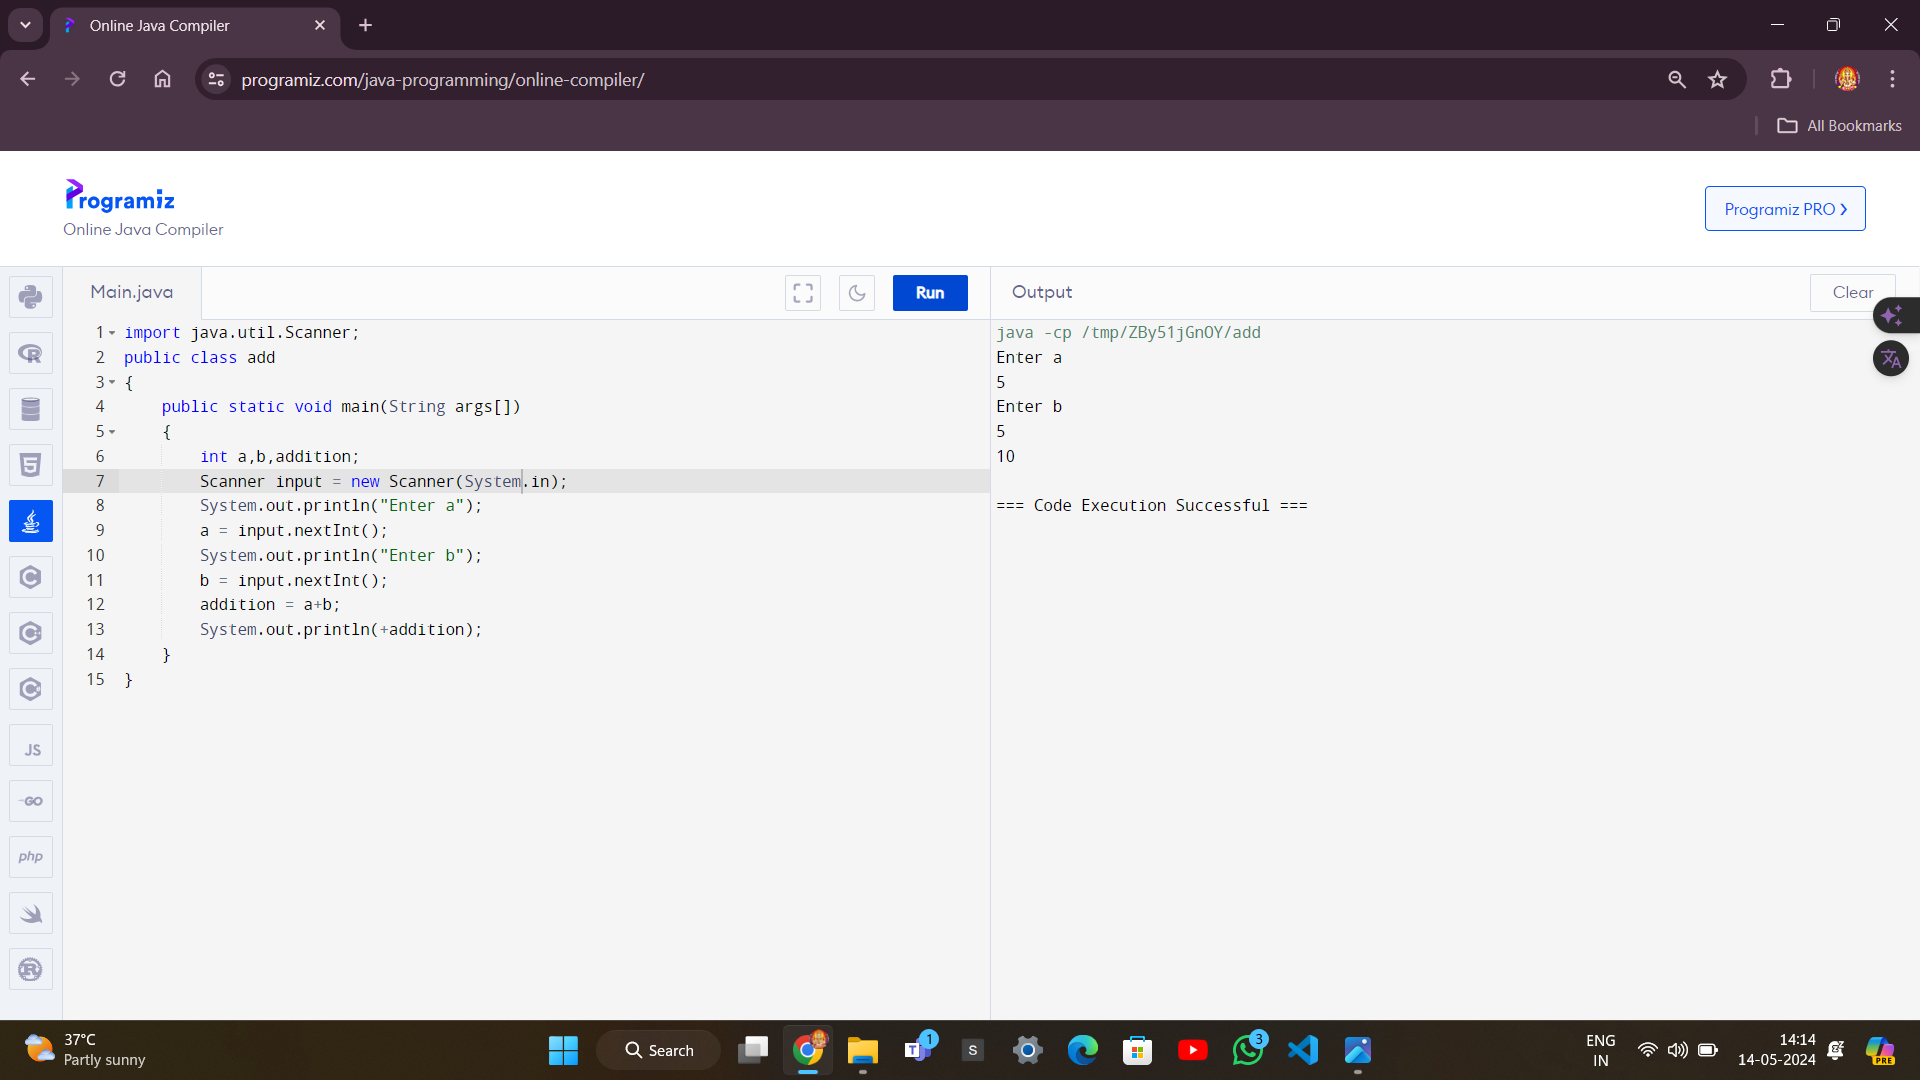 Online Java Compiler
programiz.com/java-programming/online-compiler/
All Bookmarks
Programiz
Online Java Compiler
Programiz PRO ›
Main.java
Run
Output
Clear
1 import java.util.Scanner;
2 public class add
3 {
4     public static void main(String args[])
5     {
6         int a,b,addition;
7         Scanner input = new Scanner(System.in);
8         System.out.println("Enter a");
9         a = input.nextInt();
10         System.out.println("Enter b");
11         b = input.nextInt();
12         addition = a+b;
13         System.out.println(+addition);
14     }
15 }
java -cp /tmp/ZBy51jGnOY/add
Enter a
5
Enter b
5
10
=== Code Execution Successful ===
R
5
C
C
C
JS
GO
php
R
37°C
Partly sunny
Search
T
1
S
3
ENG
IN
14:14
14-05-2024
PRE